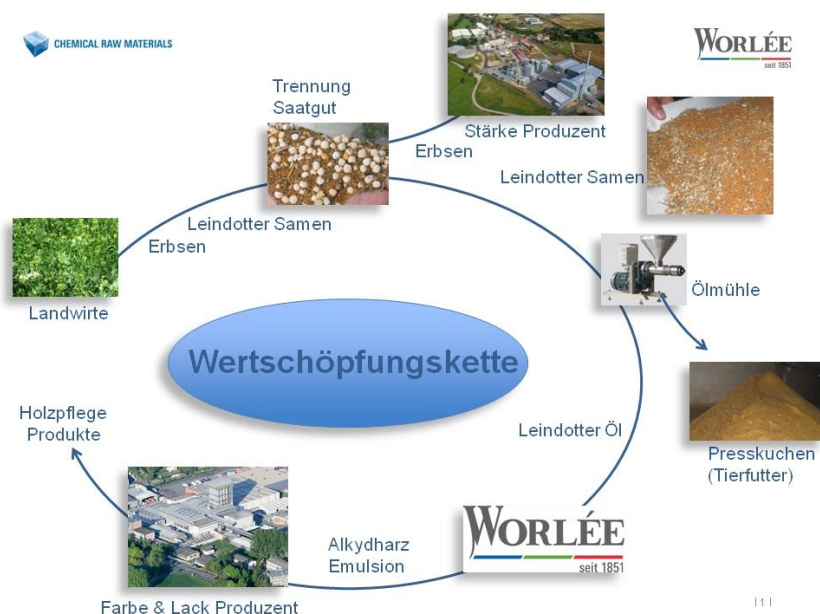 CHEMICAL RAW MATERIALS
WORLÉE
seit 1851
Trennung
Saatgut
Stärke Produzent
Erbsen
Leindotter Samen
Leindotter Samen
Erbsen
Landwirte
Ölmühle
Wertschöpfungskette
Holzpflege
Produkte
Leindotter Öl
Presskuchen
(Tierfutter)
WORLÉE
seit 1851
Alkydharz
Emulsion
Farbe & Lack Produzent
| 1 |